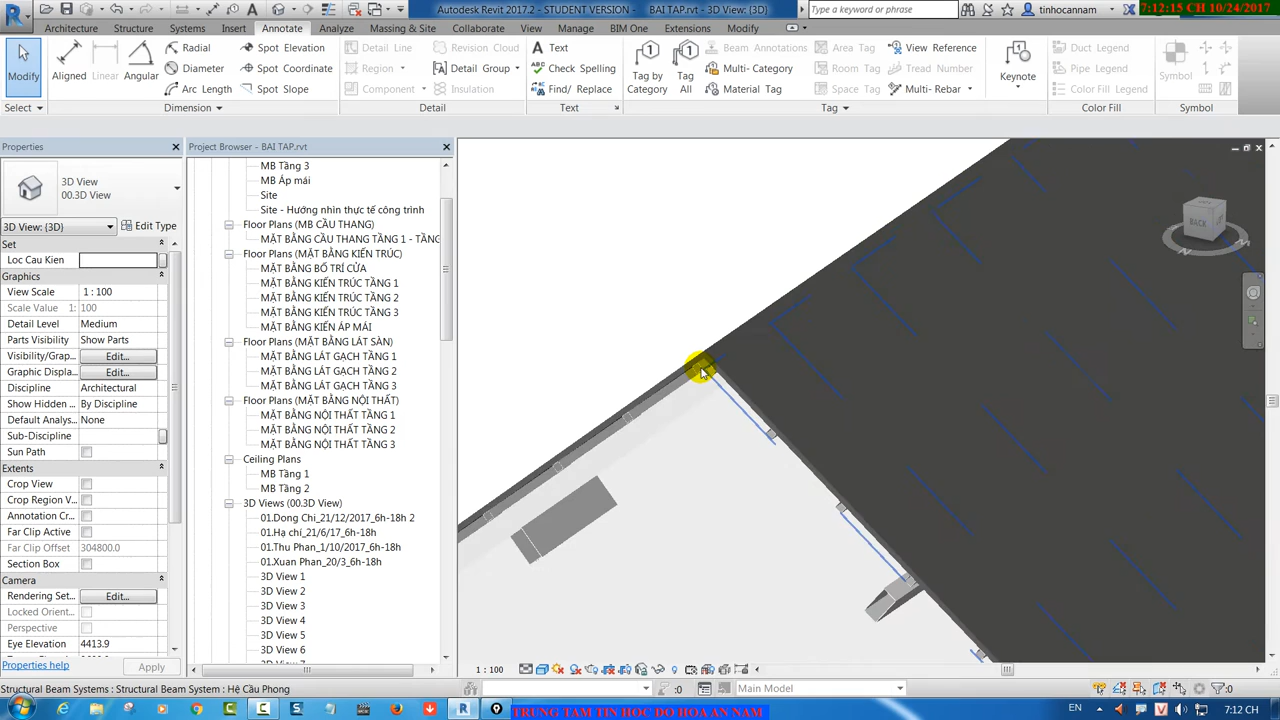 Autodesk Revit 2017.2 - STUDENT VERSION - BAI TAP.rvt - 3D View: {3D}
Type a keyword or phrase
tinhocannam
7:12:15 CH 10/24/2017
Architecture Structure Systems Insert Annotate Analyze Massing & Site Collaborate View Manage BIM One Extensions Modify
Modify
Select
Aligned
Linear
Angular
Radial
Diameter
Arc Length
Spot Elevation
Spot Coordinate
Spot Slope
Dimension
Detail Line
Region
Component
Revision Cloud
Detail Group
Insulation
Detail
Text
Check Spelling
Find/ Replace
Text
Tag by Category
Tag All
Beam Annotations
Multi- Category
Material Tag
Area Tag
Room Tag
Space Tag
View Reference
Tread Number
Multi- Rebar
Tag
Keynote
Duct Legend
Pipe Legend
Color Fill Legend
Color Fill
Symbol
Symbol
Properties
3D View
00.3D View
3D View: {3D}
Edit Type
Set
Loc Cau Kien
Graphics
View Scale 1 : 100
Scale Value 1: 100
Detail Level Medium
Parts Visibility Show Parts
Visibility/Grap... Edit...
Graphic Displa... Edit...
Discipline Architectural
Show Hidden ... By Discipline
Default Analys... None
Sub-Discipline
Sun Path
Extents
Crop View
Crop Region V...
Annotation Cr...
Far Clip Active
Far Clip Offset 304800.0
Section Box
Camera
Rendering Set... Edit...
Locked Orient...
Perspective
Eye Elevation 4413.9
Properties help
Apply
Project Browser - BAI TAP.rvt
MB Tầng 3
MB Áp mái
Site
Site - Hướng nhìn thực tế công trình
Floor Plans (MB CẦU THANG)
MẶT BẰNG CẦU THANG TẦNG 1 - TẦNG
Floor Plans (MẶT BẰNG KIẾN TRÚC)
MẶT BẰNG BỐ TRÍ CỬA
MẶT BẰNG KIẾN TRÚC TẦNG 1
MẶT BẰNG KIẾN TRÚC TẦNG 2
MẶT BẰNG KIẾN TRÚC TẦNG 3
MẶT BẰNG KIẾN ÁP MÁI
Floor Plans (MẶT BẰNG LÁT SÀN)
MẶT BẰNG LÁT GẠCH TẦNG 1
MẶT BẰNG LÁT GẠCH TẦNG 2
MẶT BẰNG LÁT GẠCH TẦNG 3
Floor Plans (MẶT BẰNG NỘI THẤT)
MẶT BẰNG NỘI THẤT TẦNG 1
MẶT BẰNG NỘI THẤT TẦNG 2
MẶT BẰNG NỘI THẤT TẦNG 3
Ceiling Plans
MB Tầng 1
MB Tầng 2
3D Views (00.3D View)
01.Dong Chi_21/12/2017_6h-18h 2
01.Hạ chí_21/6/17_6h-18h
01.Thu Phan_1/10/2017_6h-18h
01.Xuan Phan_20/3_6h-18h
3D View 1
3D View 2
3D View 3
3D View 4
3D View 5
3D View 6
BACK
1 : 100
Structural Beam Systems : Structural Beam System : Hệ Cầu Phong
:0
Main Model
:0
TRUNG TAM TIN HOC DO HOA AN NAM
EN
7:12 CH